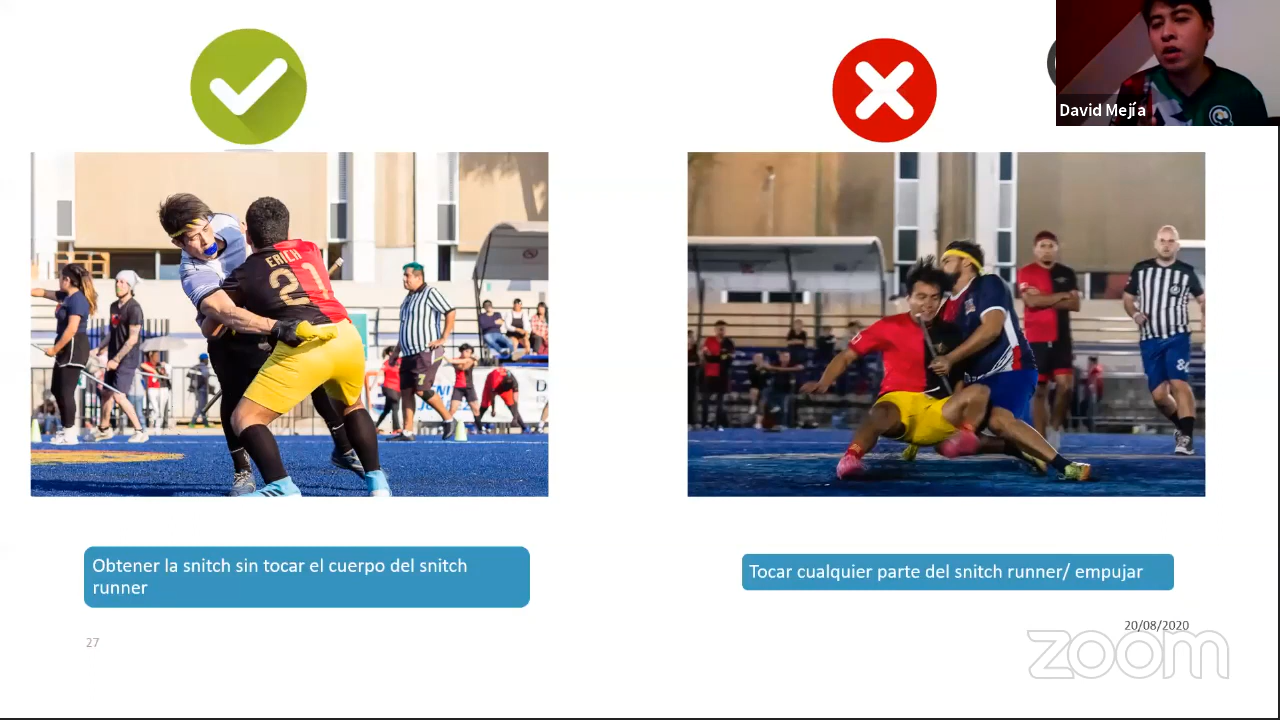 David Mejía
ERICH
21
Obtener la snitch sin tocar el cuerpo del snitch
runner
Tocar cualquier parte del snitch runner/ empujar
27
20/08/2020
zoom